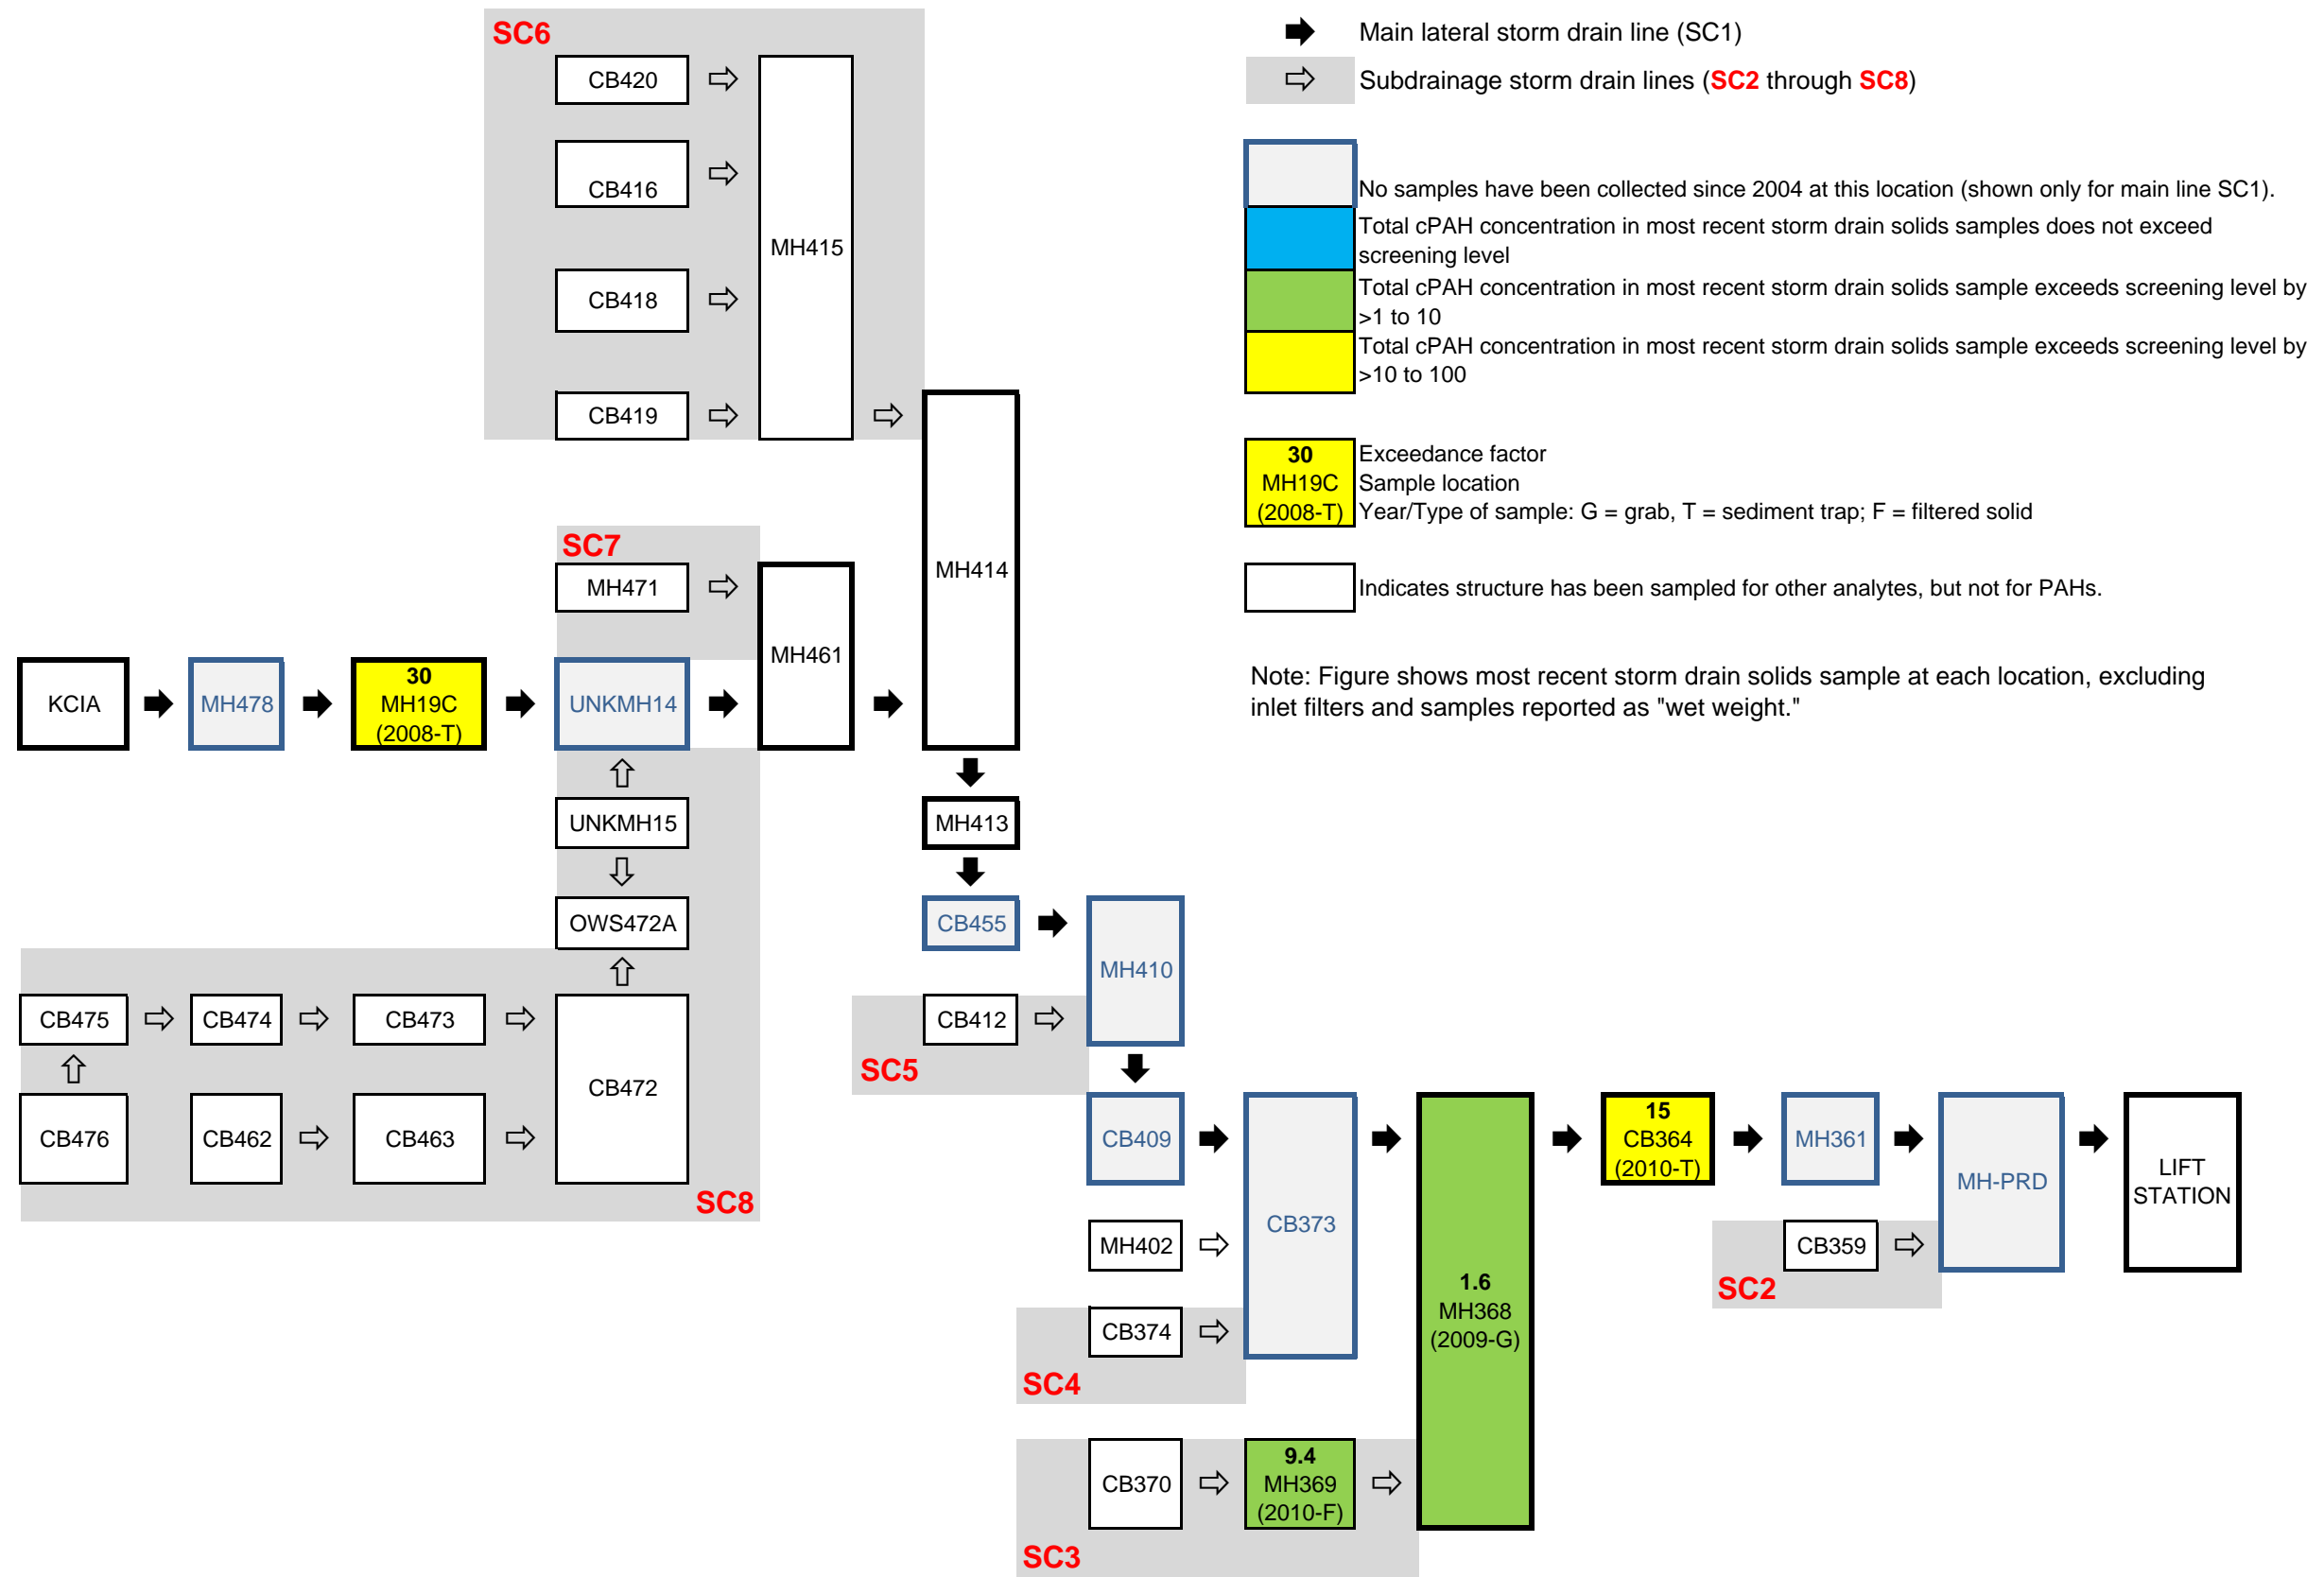 SC6
CB420
CB416
CB418
CB419
MH415
Main lateral storm drain line (SC1)
Subdrainage storm drain lines (SC2 through SC8)
No samples have been collected since 2004 at this location (shown only for main line SC1).
Total cPAH concentration in most recent storm drain solids samples does not exceed
screening level
Total cPAH concentration in most recent storm drain solids sample exceeds screening level by
>1 to 10
Total cPAH concentration in most recent storm drain solids sample exceeds screening level by
>10 to 100
30
MH19C
(2008-T)
Exceedance factor
Sample location
Year/Type of sample: G = grab, T = sediment trap; F = filtered solid
Indicates structure has been sampled for other analytes, but not for PAHs.
Note: Figure shows most recent storm drain solids sample at each location, excluding
inlet filters and samples reported as "wet weight."
SC7
MH471
MH461
MH414
KCIA
MH478
30
MH19C
(2008-T)
UNKMH14
UNKMH15
OWS472A
MH413
CB455
MH410
CB412
SC5
CB475
CB474
CB473
CB472
CB476
CB462
CB463
SC8
CB409
MH402
CB374
SC4
CB373
CB370
9.4
MH369
(2010-F)
SC3
1.6
MH368
(2009-G)
15
CB364
(2010-T)
MH361
CB359
SC2
MH-PRD
LIFT
STATION